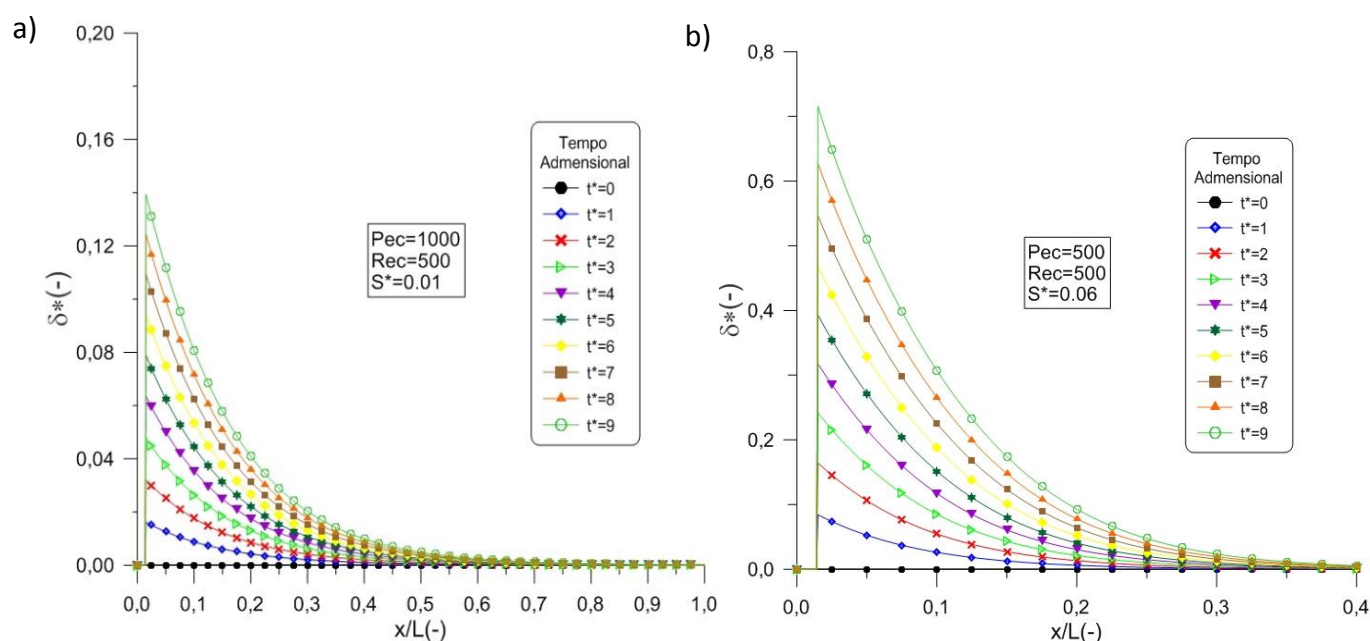 a)
0,20
0,16
0,12
0,08
0,04
0,00
δ*(-)
Pec=1000
Rec=500
S*=0.01
Tempo
Admensional
t*=0
t*=1
t*=2
t*=3
t*=4
t*=5
t*=6
t*=7
t*=8
t*=9
0,0 0,1 0,2 0,3 0,4 0,5 0,6 0,7 0,8 0,9 1,0
x/L(-)
b)
0,8
0,6
0,4
0,2
0,0
δ*(-)
Pec=500
Rec=500
S*=0.06
Tempo
Admensional
t*=0
t*=1
t*=2
t*=3
t*=4
t*=5
t*=6
t*=7
t*=8
t*=9
0,0 0,1 0,2 0,3 0,4
x/L(-)